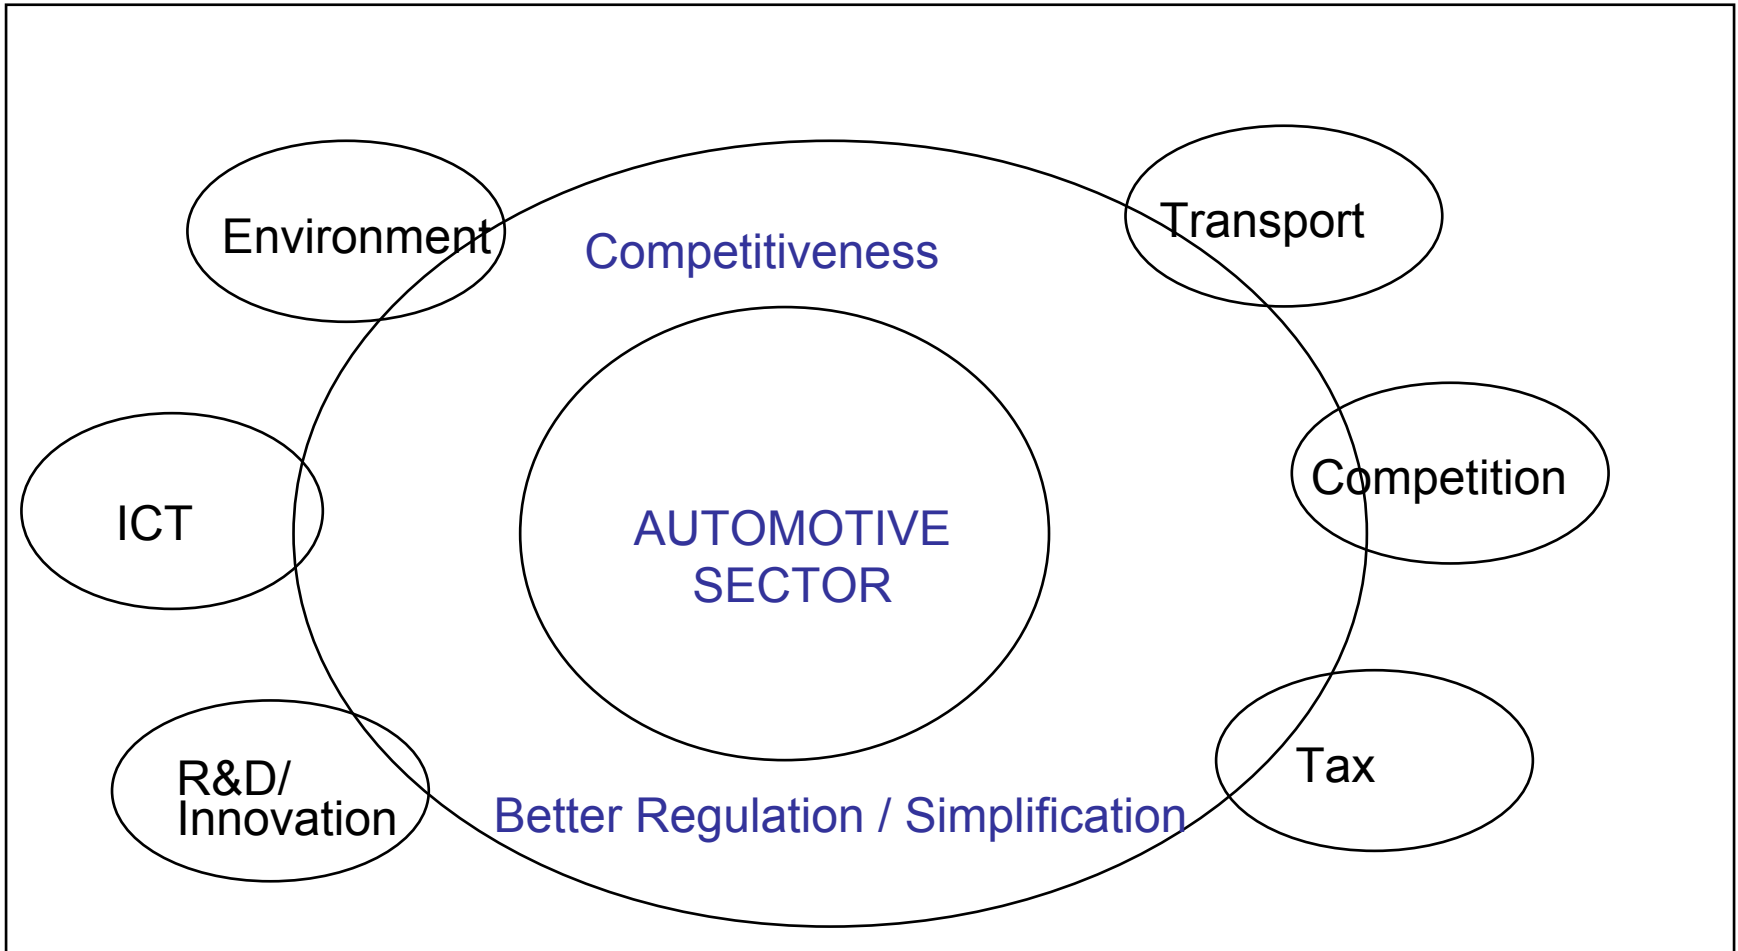 Environment
Competitiveness
Transport
ICT
AUTOMOTIVE
SECTOR
Competition
R&D/
Innovation
Better Regulation / Simplification
Tax